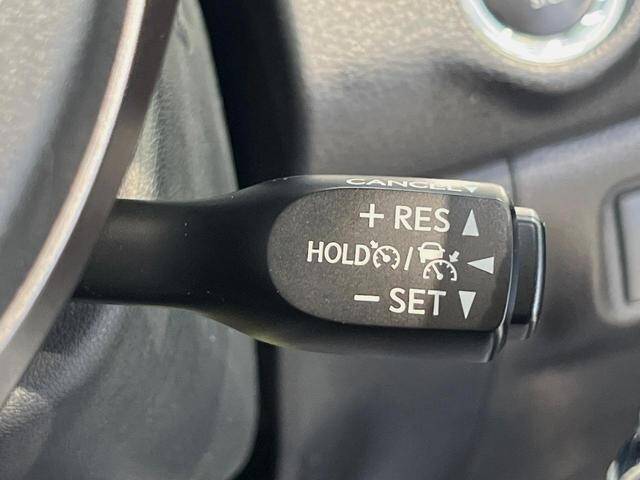 CANCEL▼
+ RES ▲
HOLD / ◀
− SET ▼